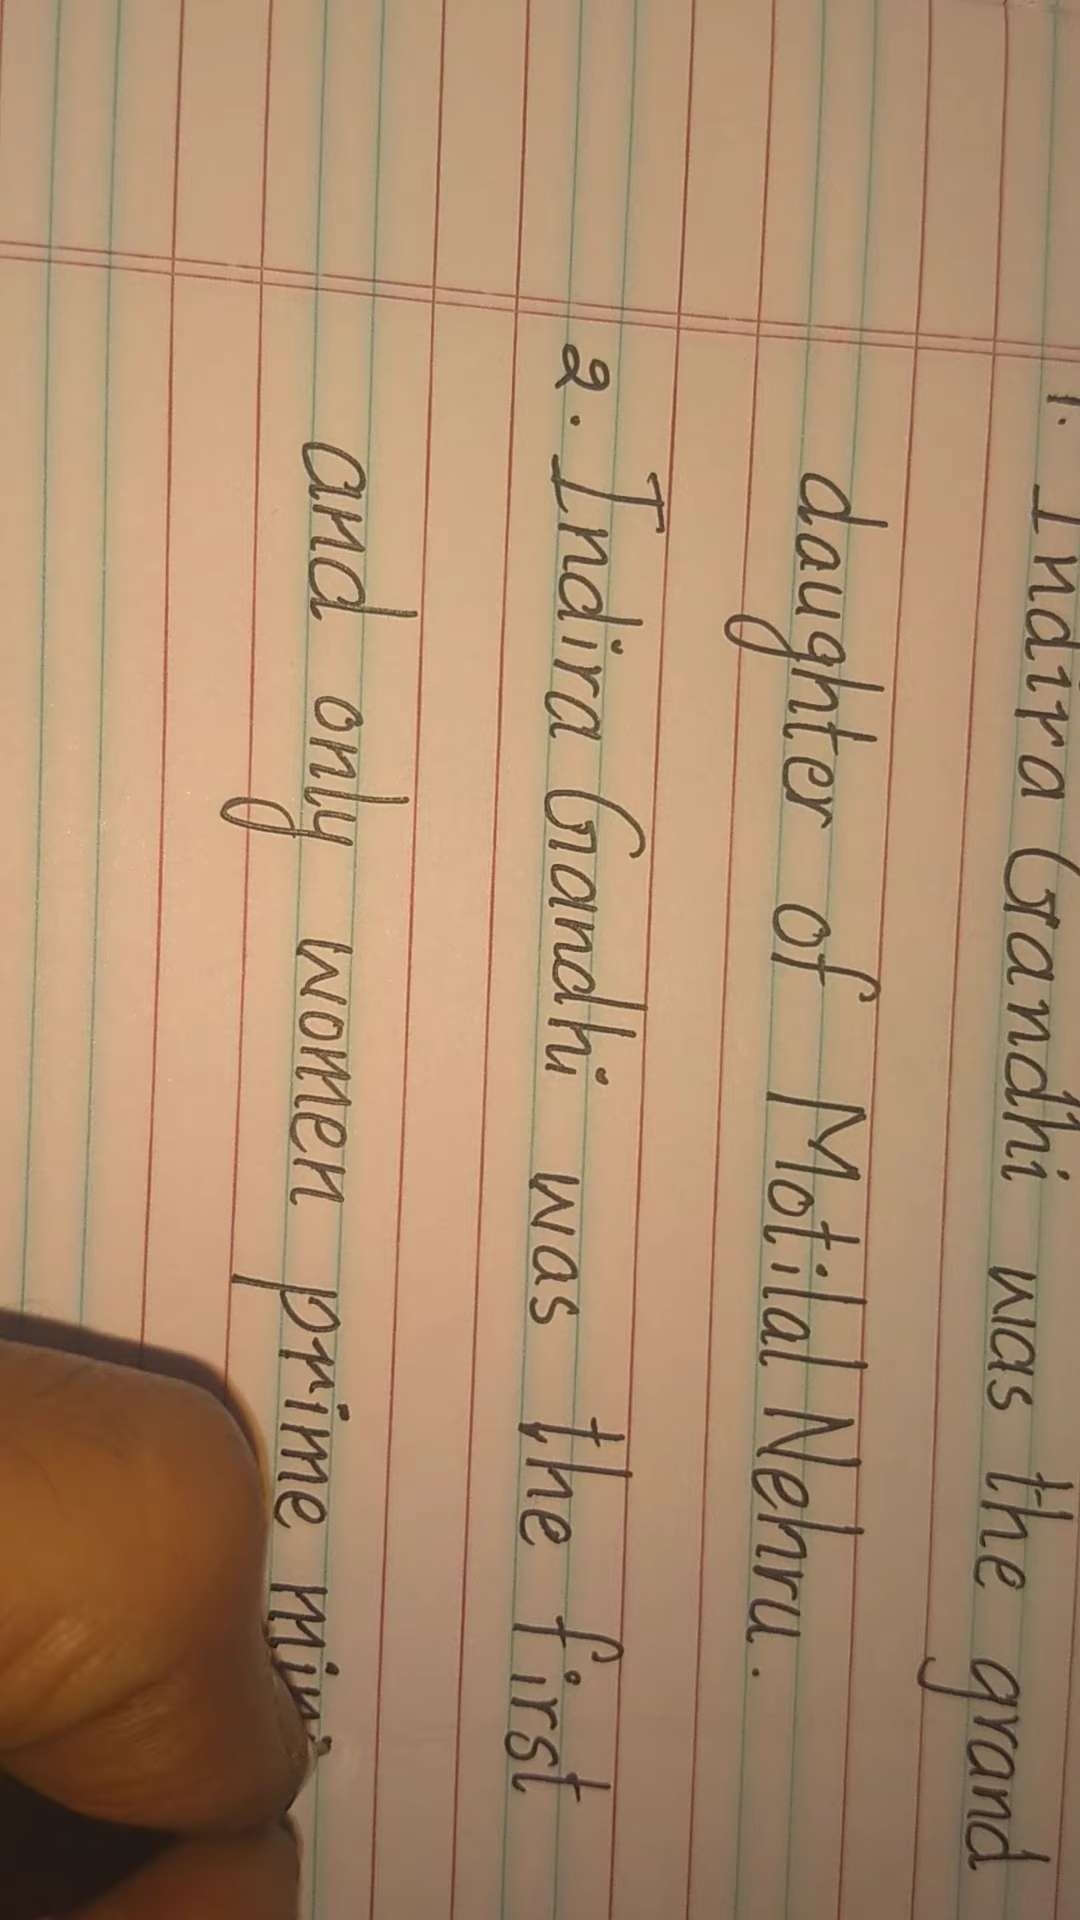 1. Indira Gandhi was the grand
daughter of Motilal Nehru.
2. Indira Gandhi was the first
and only women prime